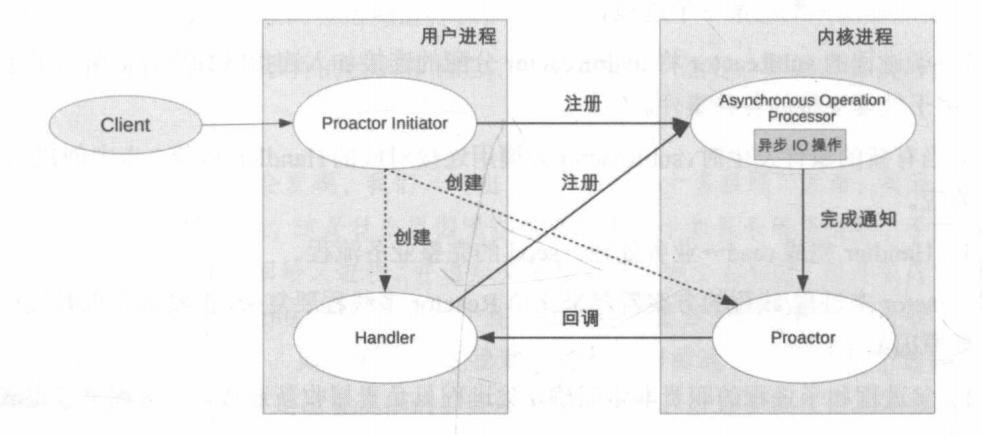 用户进程
内核进程
Client
Proactor Initiator
注册
Asynchronous Operation
Processor
异步 IO 操作
创建
注册
创建
完成通知
Handler
回调
Proactor